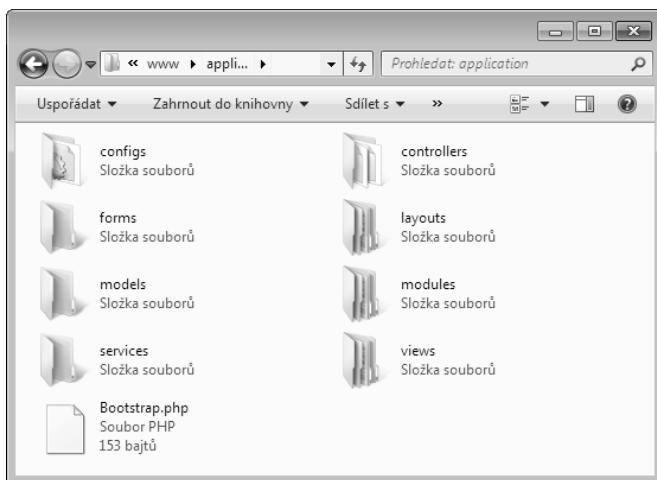 « www ▸ appli... ▸
Prohledat: application
Uspořádat ▾ Zahrnout do knihovny ▾ Sdílet s ▾ »
configs
Složka souborů
controllers
Složka souborů
forms
Složka souborů
layouts
Složka souborů
models
Složka souborů
modules
Složka souborů
services
Složka souborů
views
Složka souborů
Bootstrap.php
Soubor PHP
153 bajtů